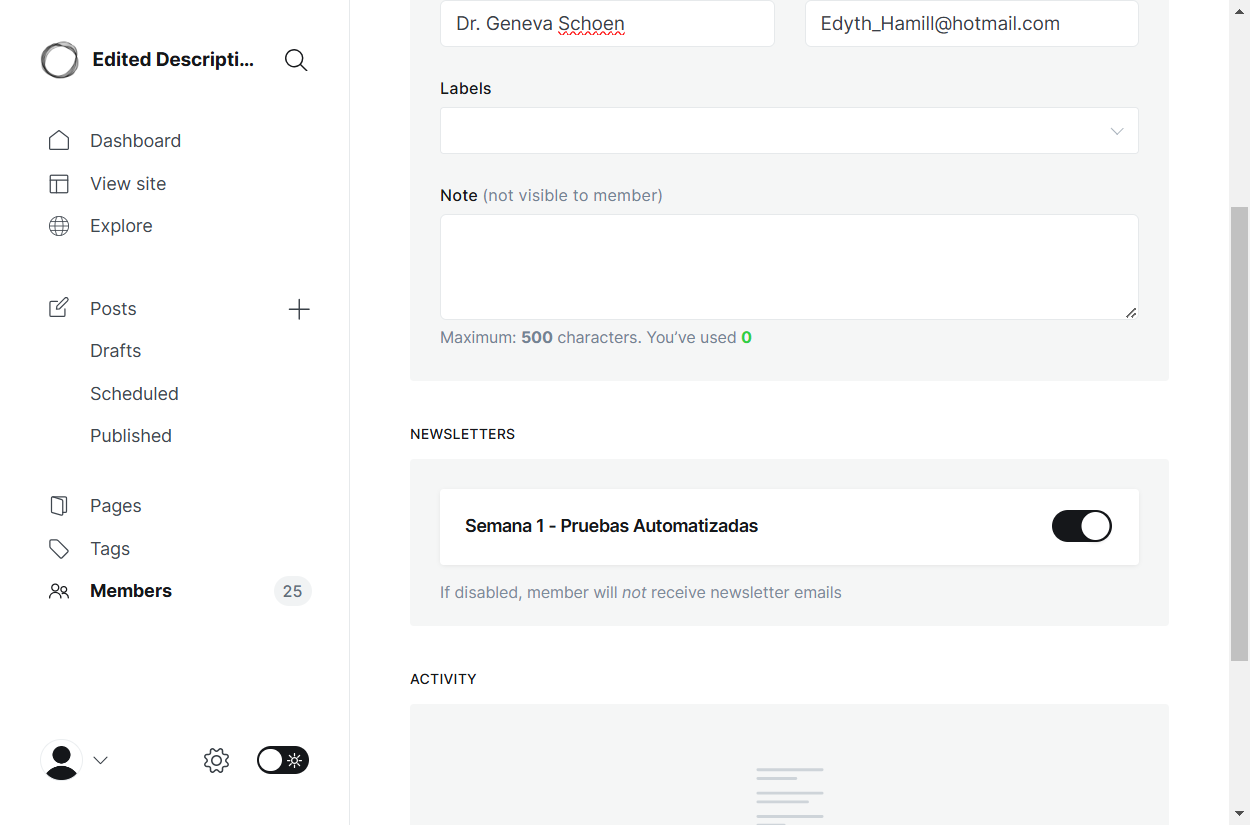 Edited Descripti...
Dashboard
View site
Explore
Posts
Drafts
Scheduled
Published
Pages
Tags
Members 25
Dr. Geneva Schoen Edyth_Hamill@hotmail.com
Labels
Note (not visible to member)
Maximum: 500 characters. You’ve used 0
NEWSLETTERS
Semana 1 - Pruebas Automatizadas
If disabled, member will not receive newsletter emails
ACTIVITY